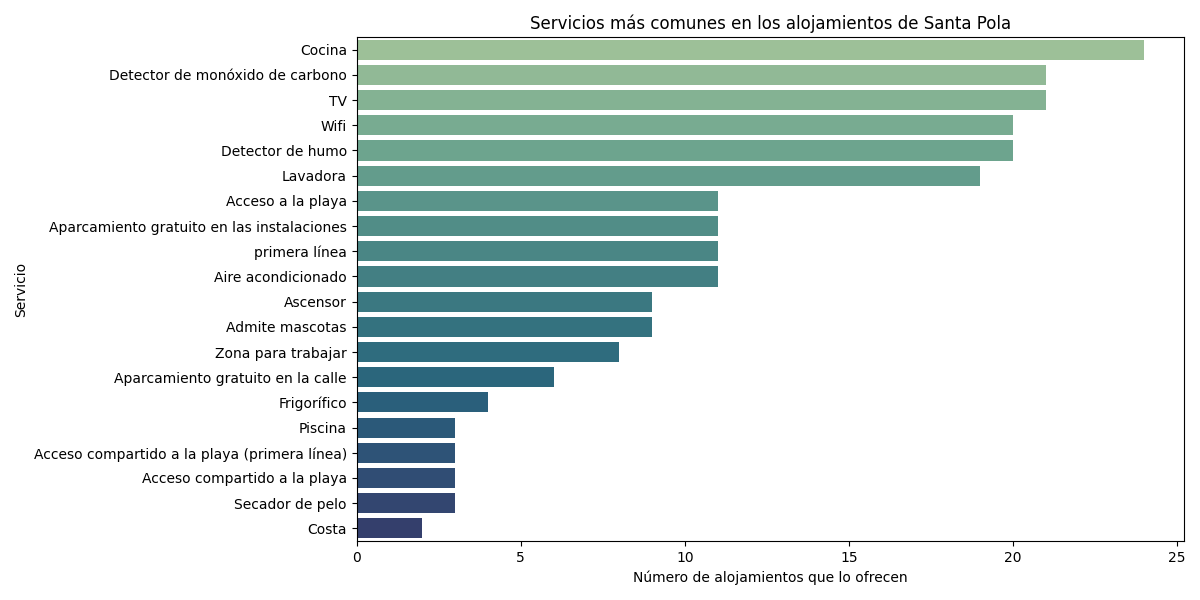 Servicios más comunes en los alojamientos de Santa Pola
Cocina
Detector de monóxido de carbono
TV
Wifi
Detector de humo
Lavadora
Acceso a la playa
Aparcamiento gratuito en las instalaciones
primera línea
Aire acondicionado
Ascensor
Admite mascotas
Zona para trabajar
Aparcamiento gratuito en la calle
Frigorífico
Piscina
Acceso compartido a la playa (primera línea)
Acceso compartido a la playa
Secador de pelo
Costa
Servicio
0 5 10 15 20 25
Número de alojamientos que lo ofrecen